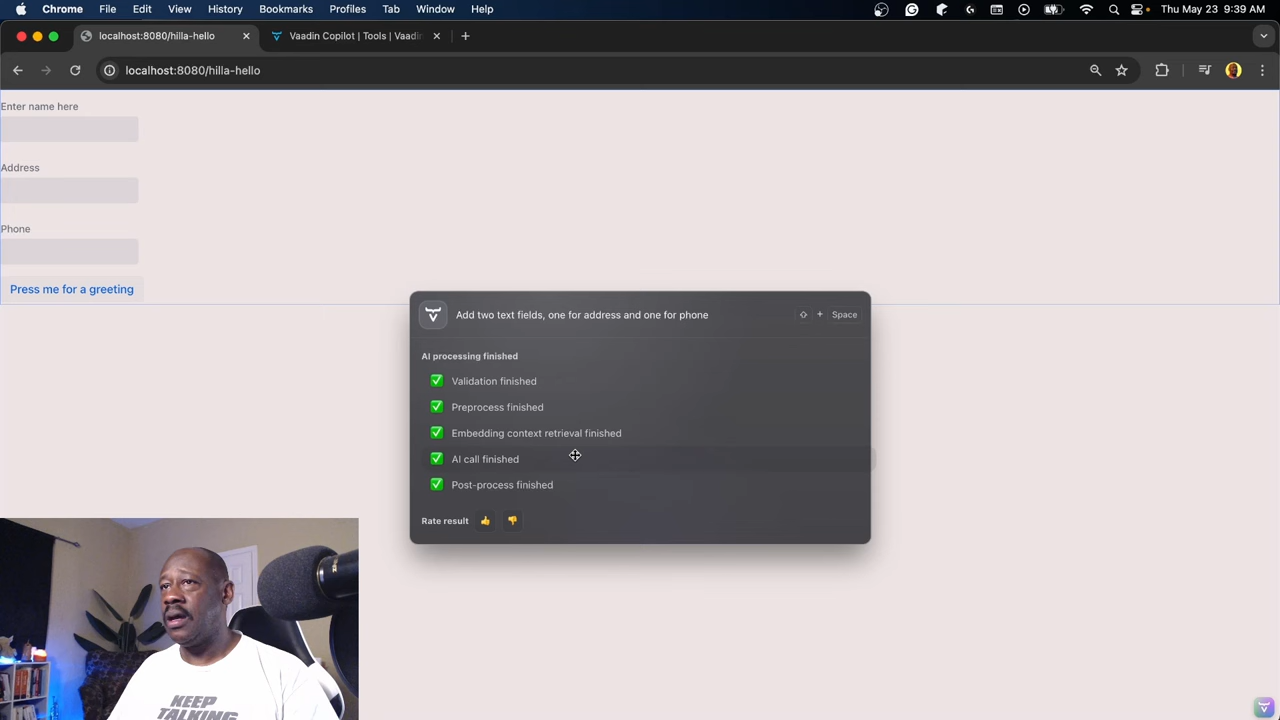 Chrome File Edit View History Bookmarks Profiles Tab Window Help Thu May 23 9:39 AM
localhost:8080/hilla-hello Vaadin Copilot | Tools | Vaadin
localhost:8080/hilla-hello
Enter name here
Address
Phone
Press me for a greeting
Add two text fields, one for address and one for phone + Space
AI processing finished
Validation finished
Preprocess finished
Embedding context retrieval finished
AI call finished
Post-process finished
Rate result
KEEP
TALKING